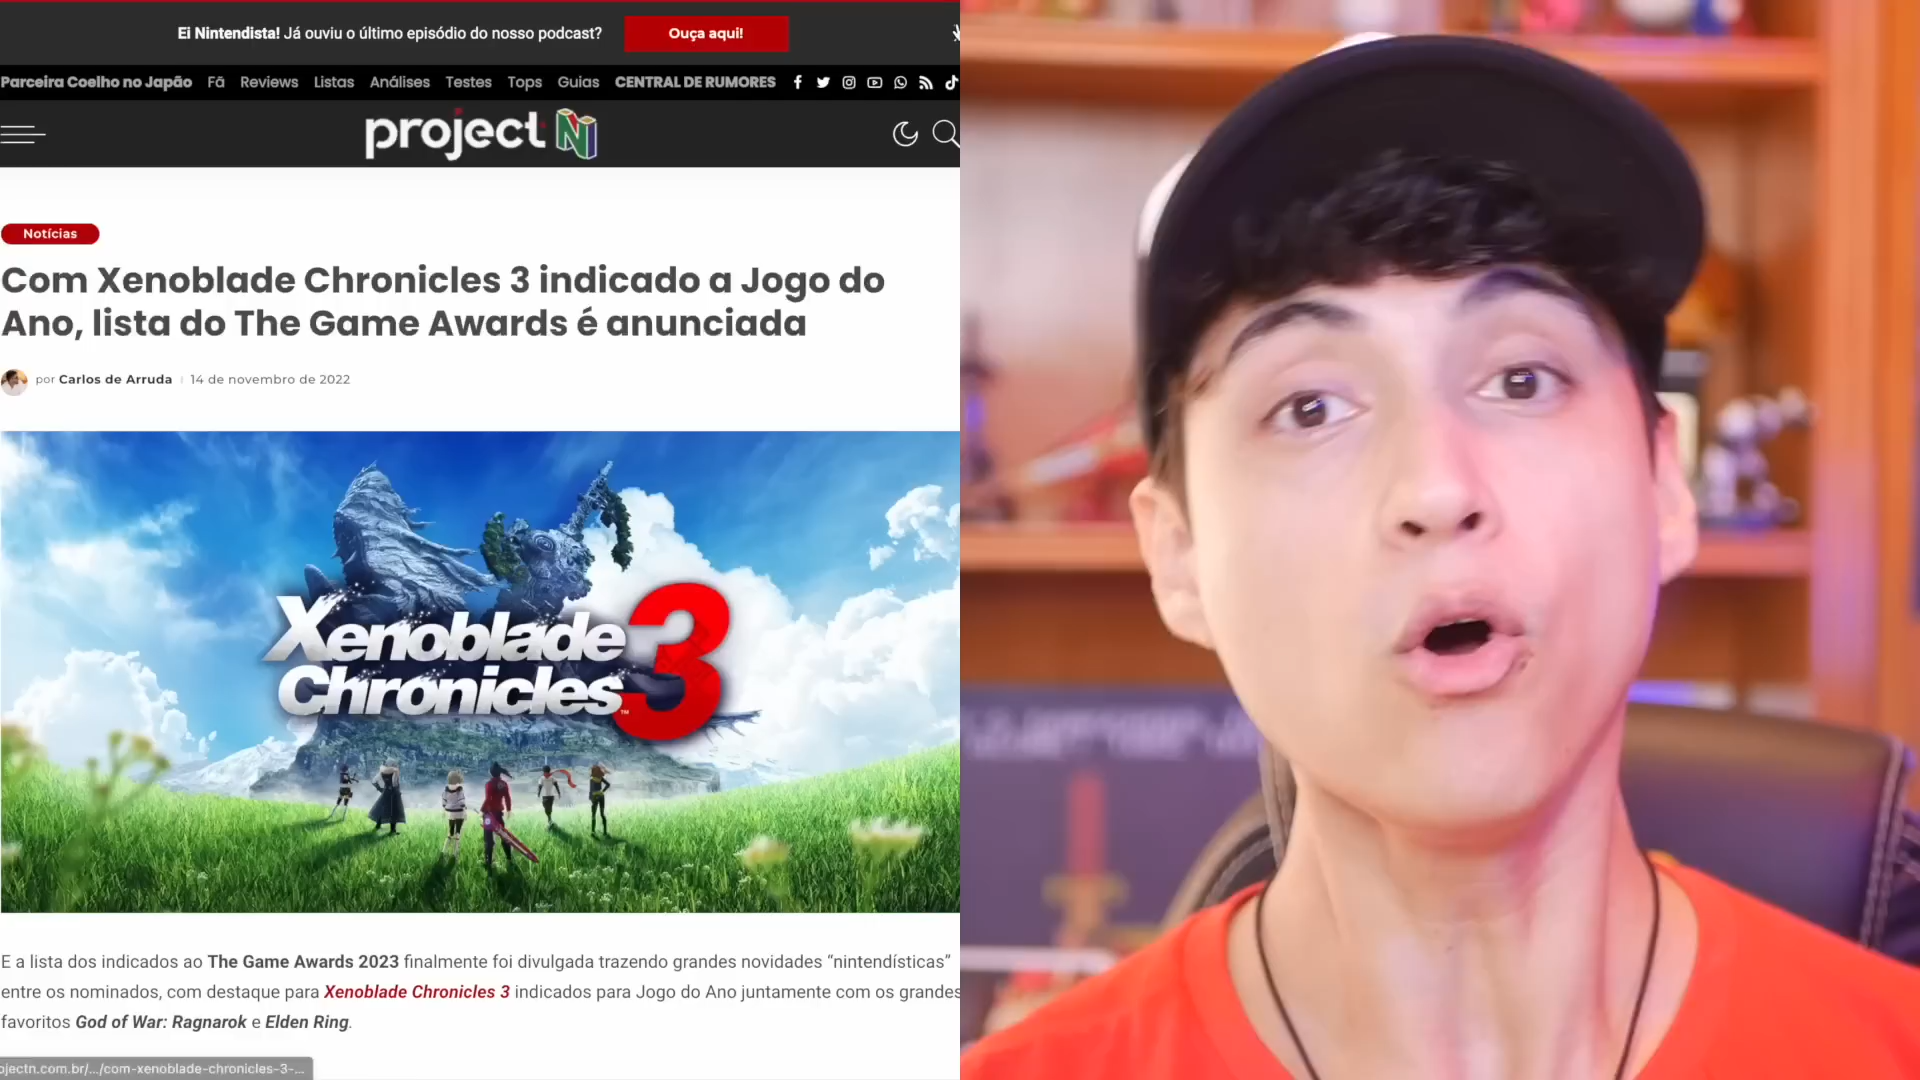 Ei Nintendista! Já ouviu o último episódio do nosso podcast?
Ouça aqui!
Parceira Coelho no Japão Fã Reviews Listas Análises Testes Tops Guias CENTRAL DE RUMORES
project N
Notícias
Com Xenoblade Chronicles 3 indicado a Jogo do
Ano, lista do The Game Awards é anunciada
por Carlos de Arruda 14 de novembro de 2022
Xenoblade
Chronicles 3
™
E a lista dos indicados ao The Game Awards 2023 finalmente foi divulgada trazendo grandes novidades “nintendísticas”
entre os nominados, com destaque para Xenoblade Chronicles 3 indicados para Jogo do Ano juntamente com os grandes
favoritos God of War: Ragnarok e Elden Ring.
ojectn.com.br/.../com-xenoblade-chronicles-3-...